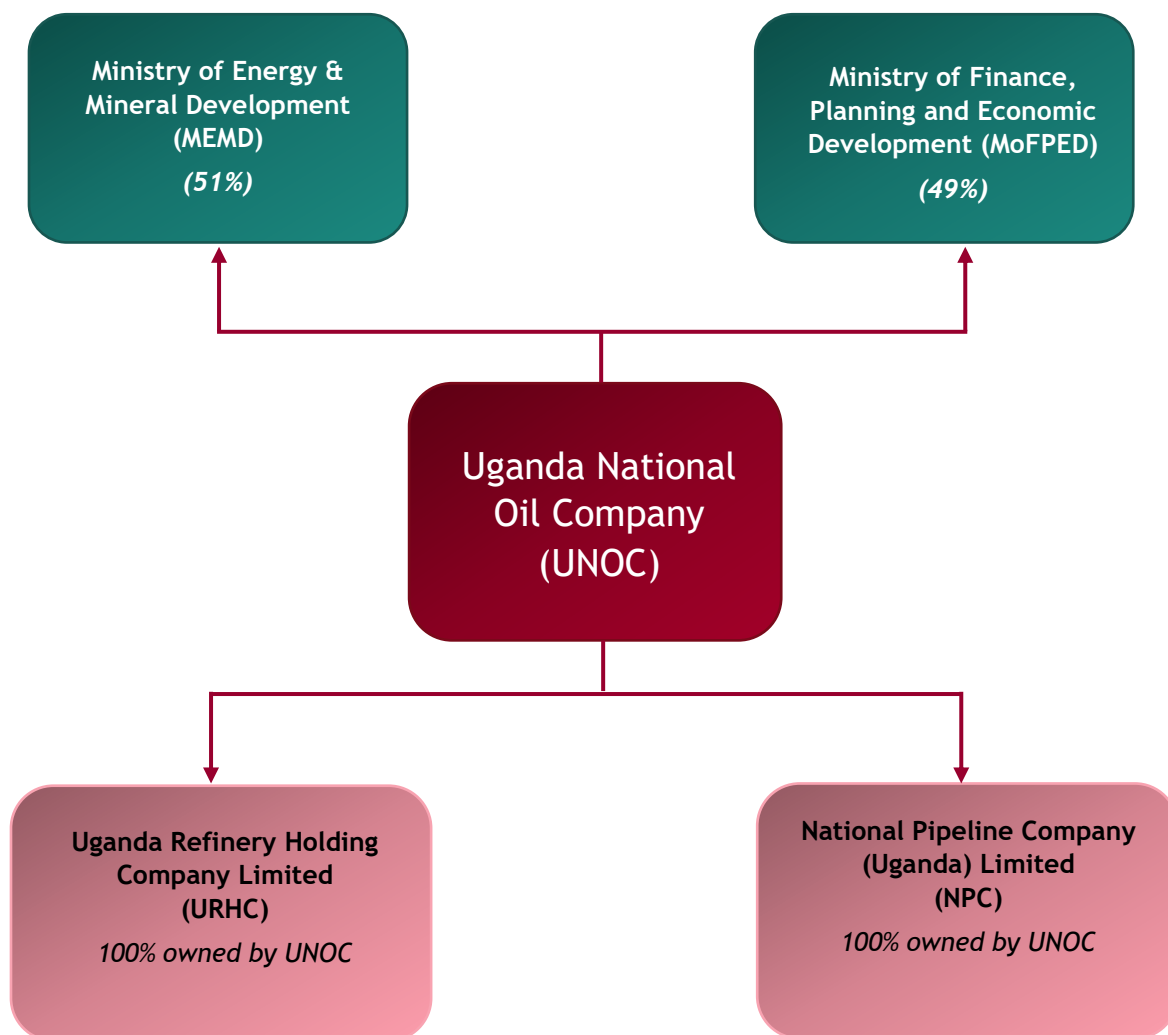 Ministry of Energy &
Mineral Development
(MEMD)
(51%)
Ministry of Finance,
Planning and Economic
Development (MoFPED)
(49%)
Uganda National
Oil Company
(UNOC)
Uganda Refinery Holding
Company Limited
(URHC)
100% owned by UNOC
National Pipeline Company
(Uganda) Limited
(NPC)
100% owned by UNOC